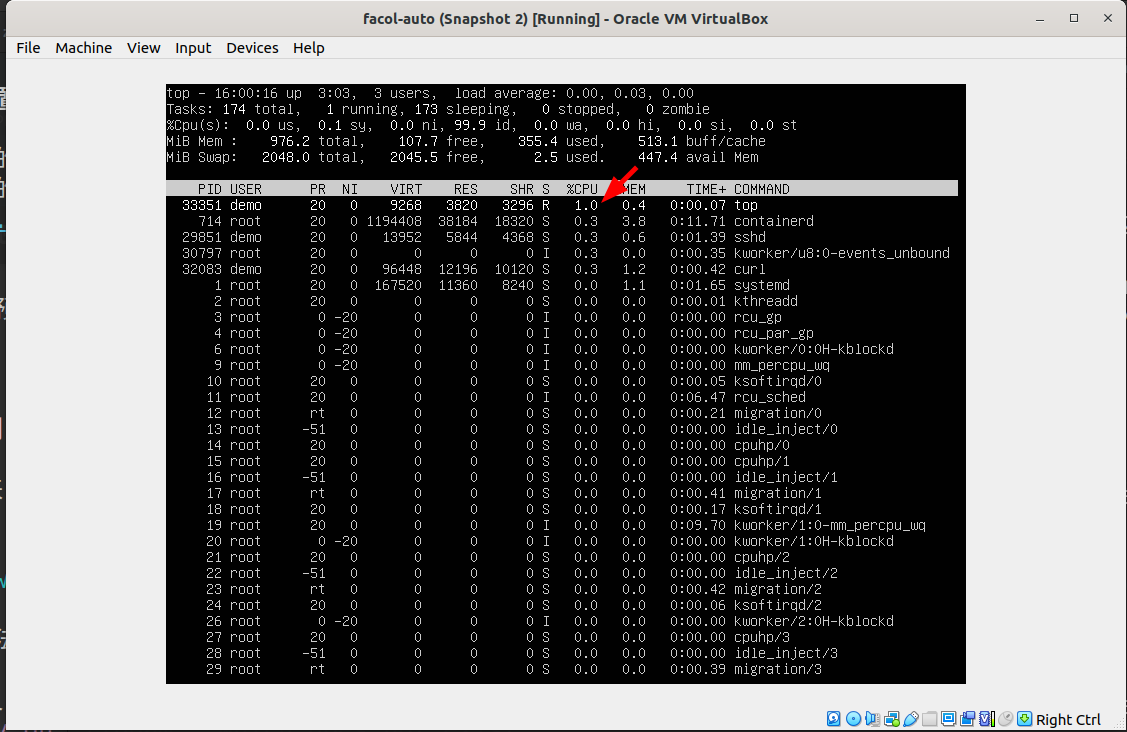 facol-auto (Snapshot 2) [Running] - Oracle VM VirtualBox
File Machine View Input Devices Help
top - 16:00:16 up 3:03, 3 users, load average: 0.00, 0.03, 0.00
Tasks: 174 total, 1 running, 173 sleeping, 0 stopped, 0 zombie
%Cpu(s): 0.0 us, 0.1 sy, 0.0 ni, 99.9 id, 0.0 wa, 0.0 hi, 0.0 si, 0.0 st
MiB Mem : 976.2 total, 107.7 free, 355.4 used, 513.1 buff/cache
MiB Swap: 2048.0 total, 2045.5 free, 2.5 used. 447.4 avail Mem
PID USER PR NI VIRT RES SHR S %CPU %MEM TIME+ COMMAND
33351 demo 20 0 9268 3820 3296 R 1.0 0.4 0:00.07 top
714 root 20 0 1194408 38184 18320 S 0.3 3.8 0:11.71 containerd
29851 demo 20 0 13952 5844 4368 S 0.3 0.6 0:01.39 sshd
30797 root 20 0 0 0 0 I 0.3 0.0 0:00.35 kworker/u8:0-events_unbound
32083 demo 20 0 96448 12196 10120 S 0.3 1.2 0:00.42 curl
1 root 20 0 167520 11360 8240 S 0.0 1.1 0:01.65 systemd
2 root 20 0 0 0 0 S 0.0 0.0 0:00.01 kthreadd
3 root 0 -20 0 0 0 I 0.0 0.0 0:00.00 rcu_gp
4 root 0 -20 0 0 0 I 0.0 0.0 0:00.00 rcu_par_gp
6 root 0 -20 0 0 0 I 0.0 0.0 0:00.00 kworker/0:0H-kblockd
9 root 0 -20 0 0 0 I 0.0 0.0 0:00.00 mm_percpu_wq
10 root 20 0 0 0 0 S 0.0 0.0 0:00.05 ksoftirqd/0
11 root 20 0 0 0 0 I 0.0 0.0 0:06.47 rcu_sched
12 root rt 0 0 0 0 S 0.0 0.0 0:00.21 migration/0
13 root -51 0 0 0 0 S 0.0 0.0 0:00.00 idle_inject/0
14 root 20 0 0 0 0 S 0.0 0.0 0:00.00 cpuhp/0
15 root 20 0 0 0 0 S 0.0 0.0 0:00.00 cpuhp/1
16 root -51 0 0 0 0 S 0.0 0.0 0:00.00 idle_inject/1
17 root rt 0 0 0 0 S 0.0 0.0 0:00.41 migration/1
18 root 20 0 0 0 0 S 0.0 0.0 0:00.17 ksoftirqd/1
19 root 20 0 0 0 0 I 0.0 0.0 0:09.70 kworker/1:0-mm_percpu_wq
20 root 0 -20 0 0 0 I 0.0 0.0 0:00.00 kworker/1:0H-kblockd
21 root 20 0 0 0 0 S 0.0 0.0 0:00.00 cpuhp/2
22 root -51 0 0 0 0 S 0.0 0.0 0:00.00 idle_inject/2
23 root rt 0 0 0 0 S 0.0 0.0 0:00.42 migration/2
24 root 20 0 0 0 0 S 0.0 0.0 0:00.06 ksoftirqd/2
26 root 0 -20 0 0 0 I 0.0 0.0 0:00.00 kworker/2:0H-kblockd
27 root 20 0 0 0 0 S 0.0 0.0 0:00.00 cpuhp/3
28 root -51 0 0 0 0 S 0.0 0.0 0:00.00 idle_inject/3
29 root rt 0 0 0 0 S 0.0 0.0 0:00.39 migration/3
Right Ctrl